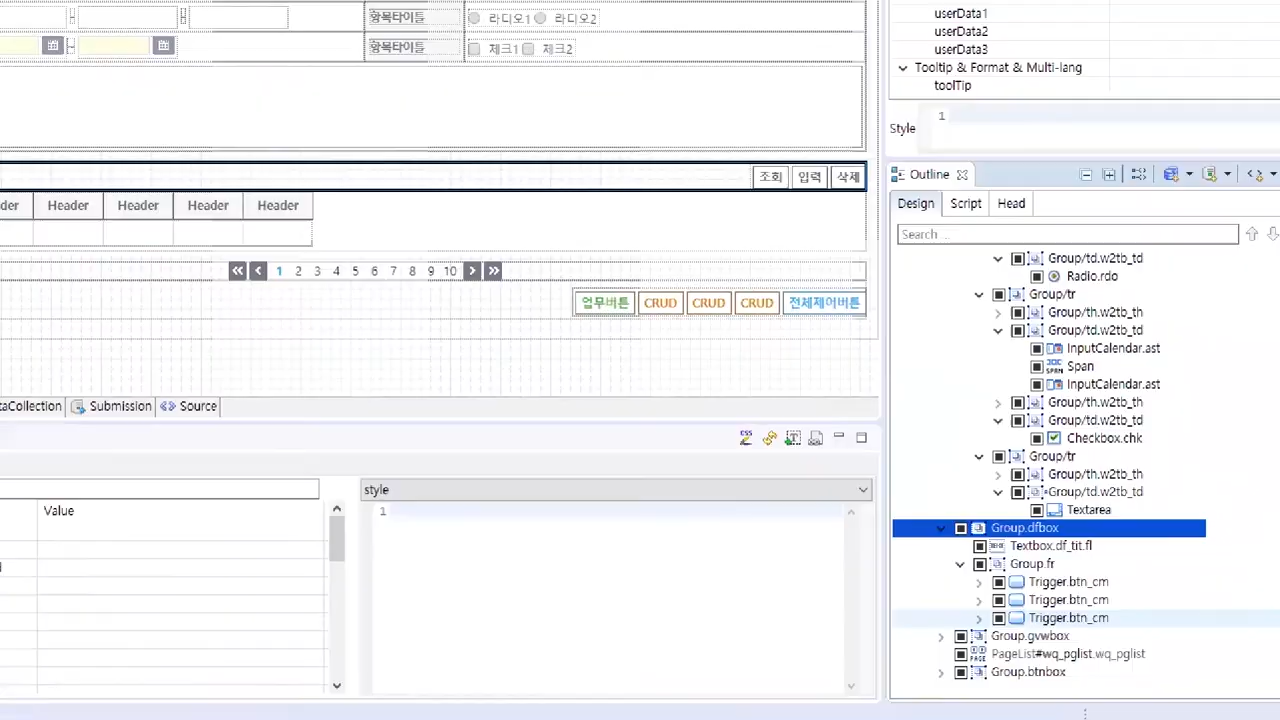 항목타이틀 라디오1 라디오2
항목타이틀 체크1 체크2
조회 입력 삭제
der Header Header Header Header
1 2 3 4 5 6 7 8 9 10
업무버튼 CRUD CRUD CRUD 전체제어버튼
taCollection Submission Source
Value
style
1
userData1
userData2
userData3
Tooltip & Format & Multi-lang
toolTip
Style 1
Outline
Design Script Head
Search ...
Group/td.w2tb_td
Radio.rdo
Group/tr
Group/th.w2tb_th
Group/td.w2tb_td
InputCalendar.ast
Span
InputCalendar.ast
Group/th.w2tb_th
Group/td.w2tb_td
Checkbox.chk
Group/tr
Group/th.w2tb_th
Group/td.w2tb_td
Textarea
Group.dfbox
Textbox.df_tit.fl
Group.fr
Trigger.btn_cm
Trigger.btn_cm
Trigger.btn_cm
Group.gvwbox
PageList#wq_pglist.wq_pglist
Group.btnbox